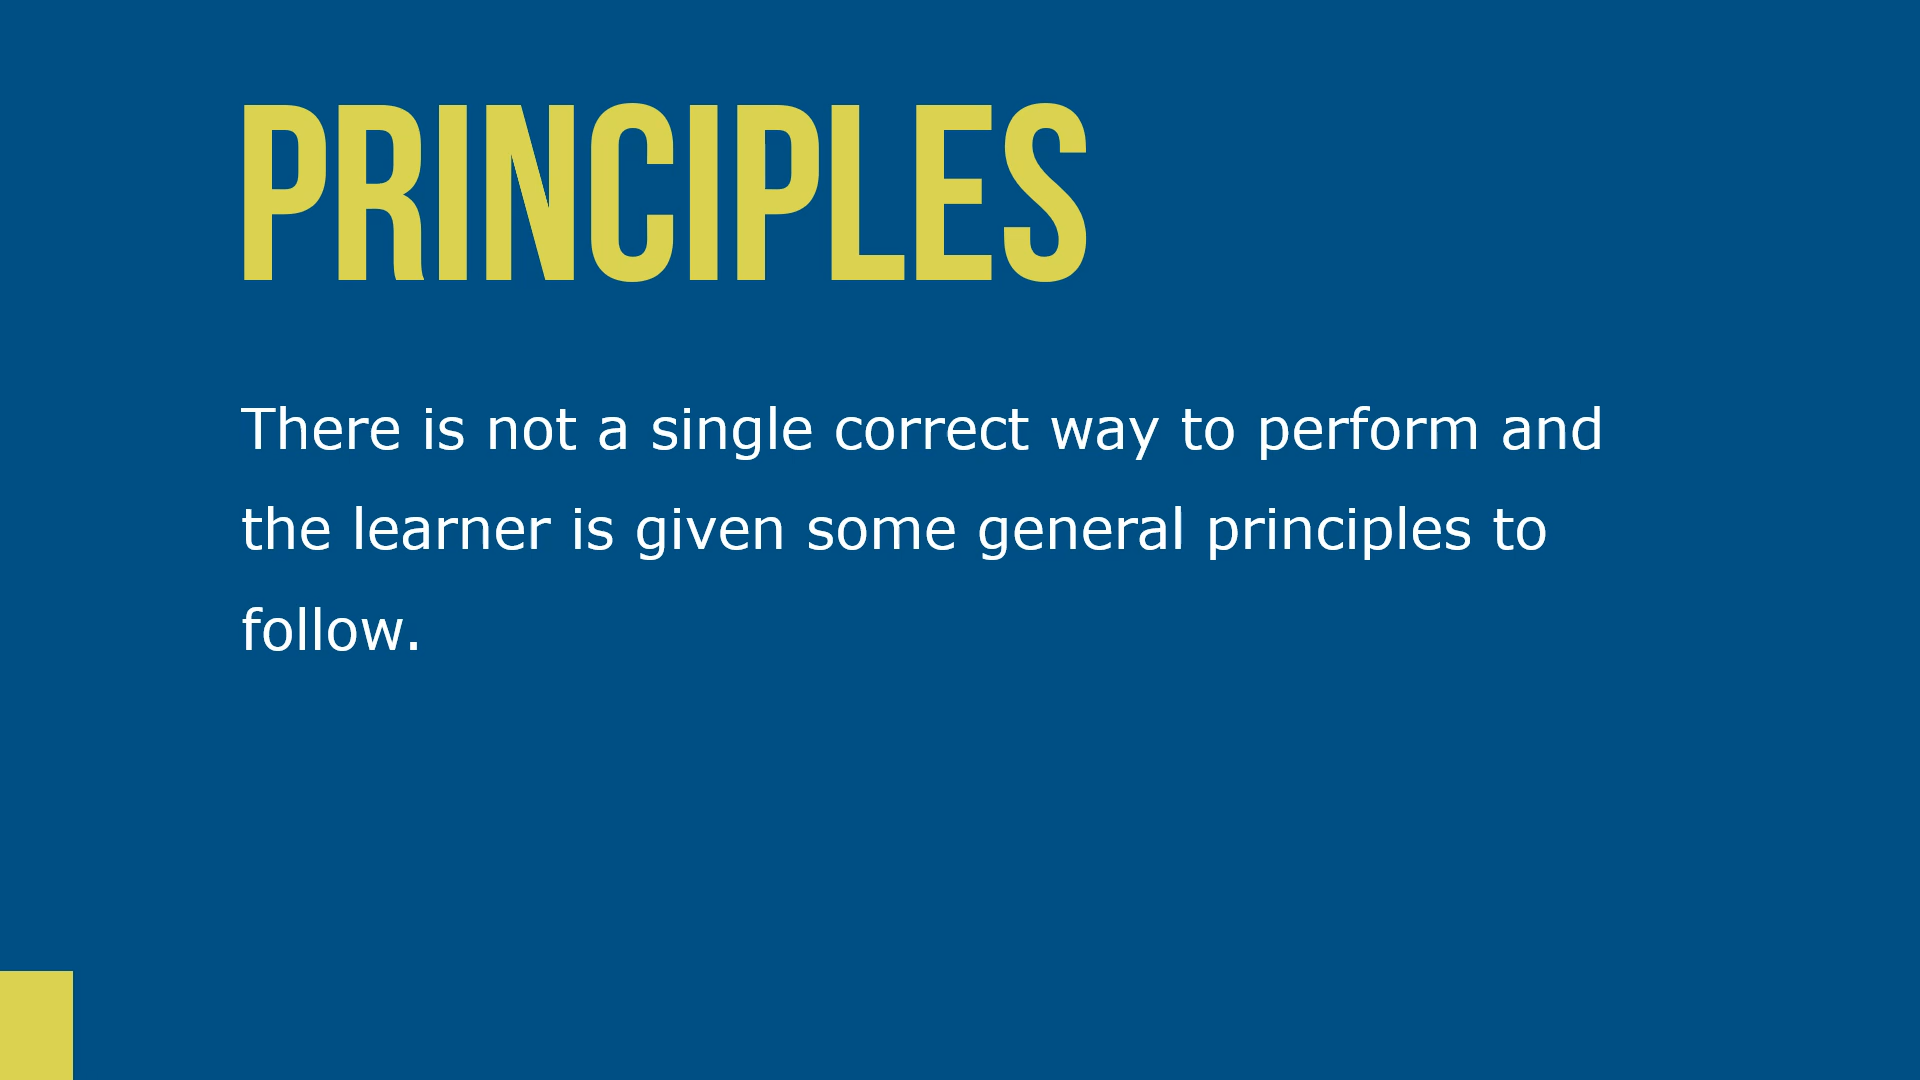 PRINCIPLES
There is not a single correct way to perform and
the learner is given some general principles to
follow.